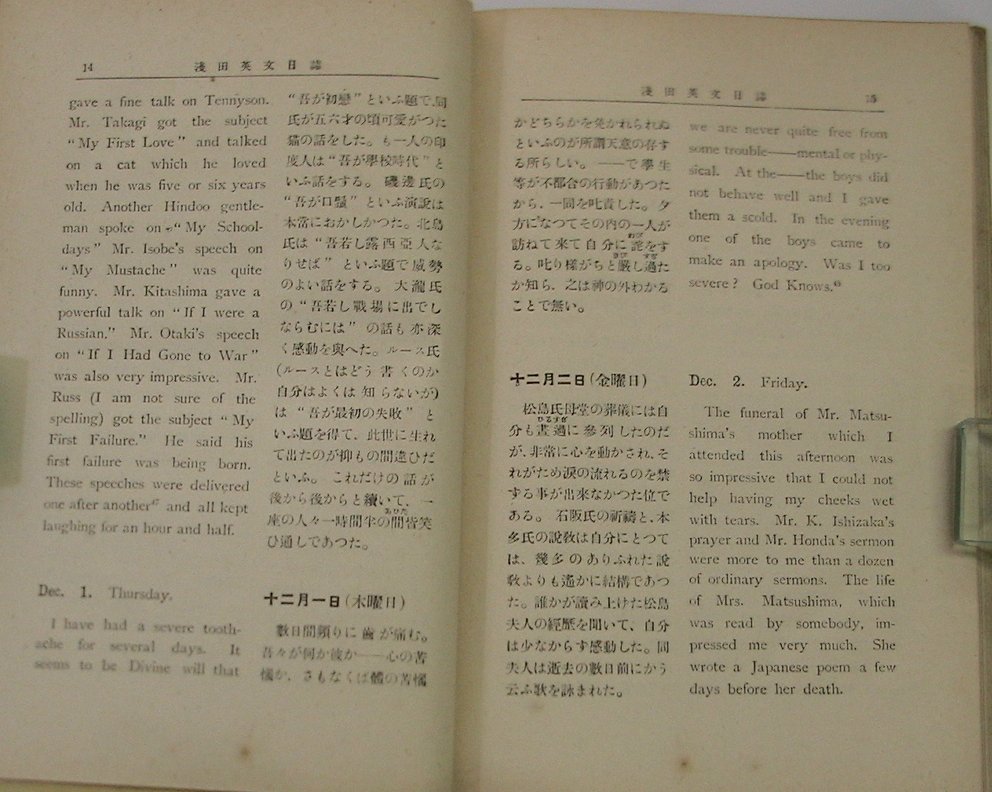 14
淺田英文日誌
gave a fine talk on Tennyson.
Mr. Takagi got the subject
"My First Love" and talked
on a cat which he loved
when he was five or six years
old. Another Hindoo gentle-
man spoke on "My School-
days" Mr. Isobe's speech on
"My Mustache" was quite
funny. Mr. Kitashima gave a
powerful talk on "If I were a
Russian." Mr. Otaki's speech
on "If I Had Gone to War"
was also very impressive. Mr.
Russ (I am not sure of the
spelling) got the subject "My
First Failure." He said his
first failure was being born.
These speeches were delivered
one after another⁴⁷ and all kept
laughing for an hour and half.
Dec. 1. Thursday.
I have had a severe tooth-
ache for several days. It
seems to be Divine will that
"吾が初戀"といふ題で、同
氏が五六才の頃可愛がつた
猫の話をした。も一人の印
度人は"吾が學校時代"と
いふ話をする。磯邊氏の
"吾が口鬚"といふ演説は
本當におかしかつた。北島
氏は"吾若し露西亞人な
りせば"といふ題で威勢
のよい話をする。大瀧氏
の"吾若し戰場に出でし
ならむには"の話も亦深
く感動を與へた。ルース氏
(ルースとはどう書くのか
自分はよくは知らないが)
は"吾が最初の失敗"と
いふ題を得て、此世に生れ
て出たのが抑もの間違ひだ
といふ。これだけの話が
後から後からと續いて、一
座の人々一時間半の間皆笑
ひ通しであつた。
十二月一日(木曜日)
數日間頻りに齒が痛む。
吾々が何か彼か——心の苦
惱か、さもなくば體の苦惱
淺田英文日誌
15
かどちらかを免かれられぬ
といふのが所謂天意の存す
る所らしい。——で學生
等が不都合の行動があつた
から、一同を叱責した。夕
方になつてその内の一人が
訪ねて來て自分に詫をす
る。叱り樣がちと嚴し過た
か知ら、之は神の外わかる
ことで無い。
十二月二日(金曜日)
松島氏母堂の葬儀には自
分も晝過に參列したのだ
が、非常に心を動かされ、そ
れがため涙の流れるのを禁
ずる事が出來なかつた位で
ある。石阪氏の祈禱と、本
多氏の說敎は自分にとつて
は、幾多のありふれた說
敎よりも遙かに結構であつ
た。誰かが讀み上げた松島
夫人の經歷を聞いて、自分
は少なからず感動した。同
夫人は逝去の數日前にかう
云ふ歌を詠まれた。
we are never quite free from
some trouble——mental or phy-
sical. At the——the boys did
not behave well and I gave
them a scold. In the evening
one of the boys came to
make an apology. Was I too
severe? God Knows.
Dec. 2. Friday.
The funeral of Mr. Matsu-
shima's mother which I
attended this afternoon was
so impressive that I could not
help having my cheeks wet
with tears. Mr. K. Ishizaka's
prayer and Mr. Honda's sermon
were more to me than a dozen
of ordinary sermons. The life
of Mrs. Matsushima, which
was read by somebody, im-
pressed me very much. She
wrote a Japanese poem a few
days before her death.